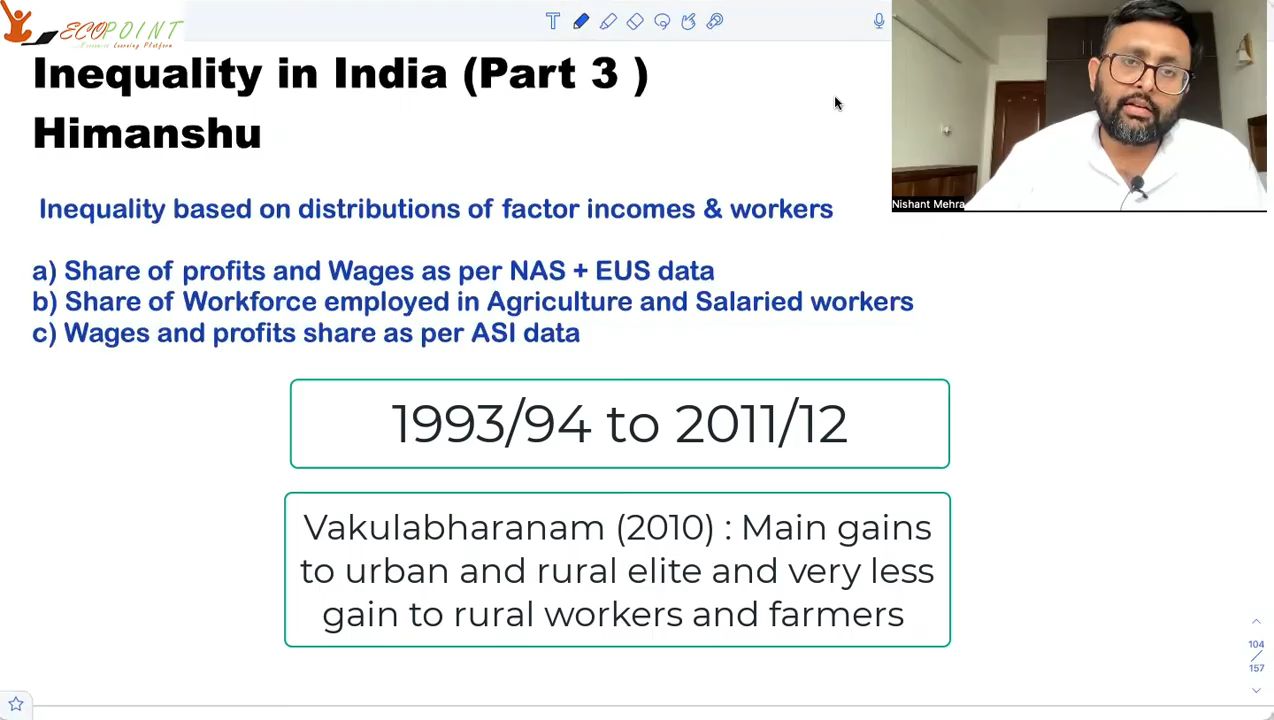 ECOPOINT
Economics Learning Platform
T
Inequality in India (Part 3 )
Himanshu
Nishant Mehra
Inequality based on distributions of factor incomes & workers
a) Share of profits and Wages as per NAS + EUS data
b) Share of Workforce employed in Agriculture and Salaried workers
c) Wages and profits share as per ASI data
1993/94 to 2011/12
Vakulabharanam (2010) : Main gains
to urban and rural elite and very less
gain to rural workers and farmers
104
157